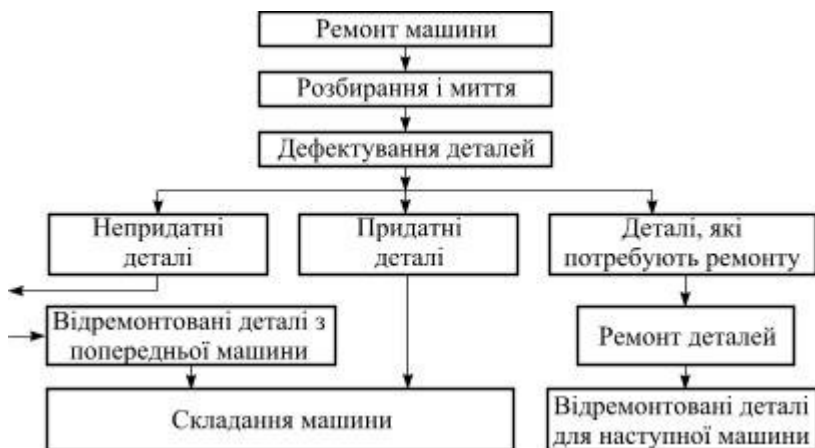 Ремонт машини
Розбирання і миття
Дефектування деталей
Непридатні
деталі
Придатні
деталі
Деталі, які
потребують ремонту
Відремонтовані деталі з
попередньої машини
Ремонт деталей
Складання машини
Відремонтовані деталі
для наступної машини